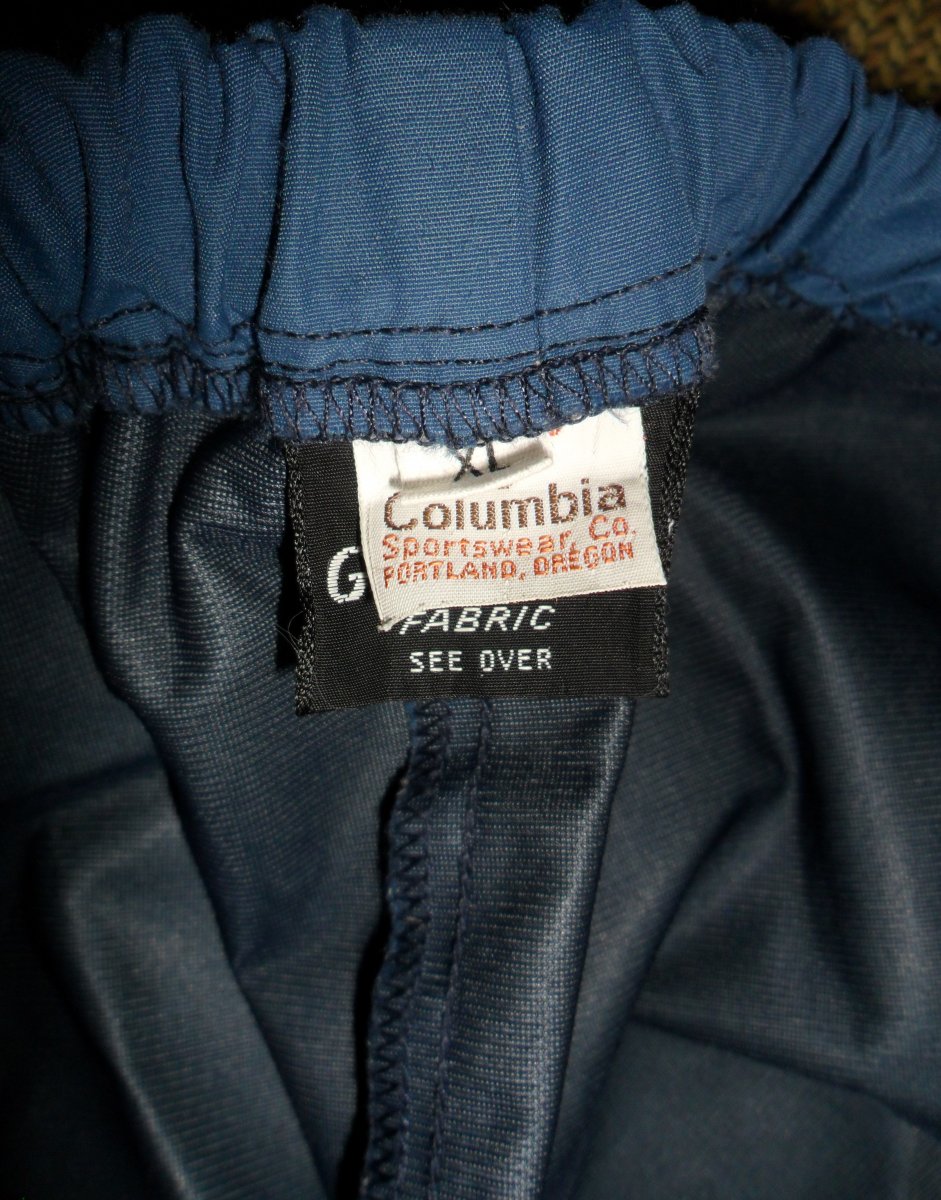 XL
Columbia
Sportswear, Co.
PORTLAND, OREGON
G
FABRIC
SEE OVER